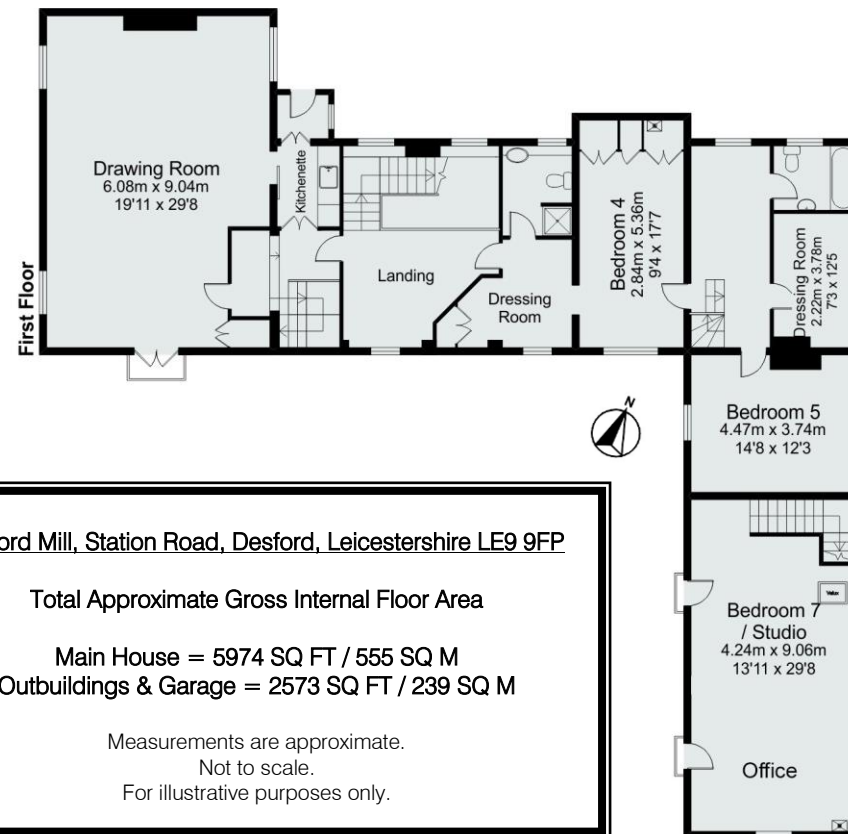 First Floor
Drawing Room
6.08m x 9.04m
19'11 x 29'8
Kitchenette
Landing
Dressing
Room
Bedroom 4
2.84m x 5.36m
9'4 x 17'7
Dressing Room
2.22m x 3.78m
7'3 x 12'5
Bedroom 5
4.47m x 3.74m
14'8 x 12'3
N
Bedroom 7
/ Studio
4.24m x 9.06m
13'11 x 29'8
Velux
Office
ord Mill, Station Road, Desford, Leicestershire LE9 9FP
Total Approximate Gross Internal Floor Area
Main House = 5974 SQ FT / 555 SQ M
Outbuildings & Garage = 2573 SQ FT / 239 SQ M
Measurements are approximate.
Not to scale.
For illustrative purposes only.